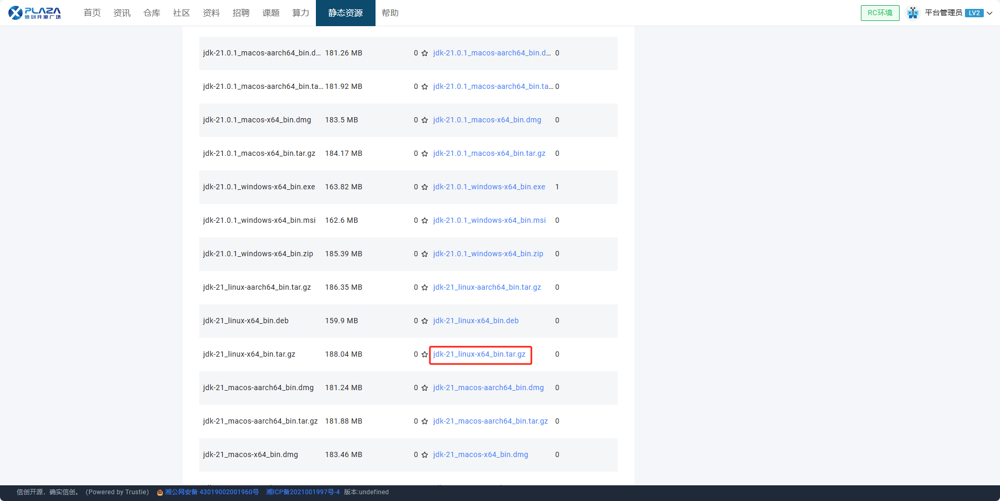 PLAZA
信创开源广场
首页 资讯 仓库 社区 资料 招聘 课题 算力 静态资源 帮助
RC环境 平台管理员 LV2
jdk-21.0.1_macos-aarch64_bin.d... 181.26 MB 0 jdk-21.0.1_macos-aarch64_bin.d... 0
jdk-21.0.1_macos-aarch64_bin.ta... 181.92 MB 0 jdk-21.0.1_macos-aarch64_bin.ta... 0
jdk-21.0.1_macos-x64_bin.dmg 183.5 MB 0 jdk-21.0.1_macos-x64_bin.dmg 0
jdk-21.0.1_macos-x64_bin.tar.gz 184.17 MB 0 jdk-21.0.1_macos-x64_bin.tar.gz 0
jdk-21.0.1_windows-x64_bin.exe 163.82 MB 0 jdk-21.0.1_windows-x64_bin.exe 1
jdk-21.0.1_windows-x64_bin.msi 162.6 MB 0 jdk-21.0.1_windows-x64_bin.msi 0
jdk-21.0.1_windows-x64_bin.zip 185.39 MB 0 jdk-21.0.1_windows-x64_bin.zip 0
jdk-21_linux-aarch64_bin.tar.gz 186.35 MB 0 jdk-21_linux-aarch64_bin.tar.gz 0
jdk-21_linux-x64_bin.deb 159.9 MB 0 jdk-21_linux-x64_bin.deb 0
jdk-21_linux-x64_bin.tar.gz 188.04 MB 0 jdk-21_linux-x64_bin.tar.gz 0
jdk-21_macos-aarch64_bin.dmg 181.24 MB 0 jdk-21_macos-aarch64_bin.dmg 0
jdk-21_macos-aarch64_bin.tar.gz 181.88 MB 0 jdk-21_macos-aarch64_bin.tar.gz 0
jdk-21_macos-x64_bin.dmg 183.46 MB 0 jdk-21_macos-x64_bin.dmg 0
信创开源，确实信创。 (Powered by Trustie) 湘公网安备 43019002001960号 湘ICP备2021001997号-4 版本:undefined